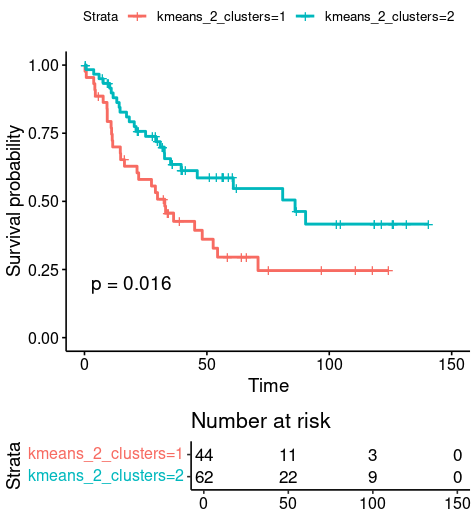 Strata kmeans_2_clusters=1 kmeans_2_clusters=2
1.00
0.75
0.50
0.25
0.00
Survival probability
p = 0.016
0 50 100 150
Time
Number at risk
Strata
kmeans_2_clusters=1 44 11 3 0
kmeans_2_clusters=2 62 22 9 0
0 50 100 150